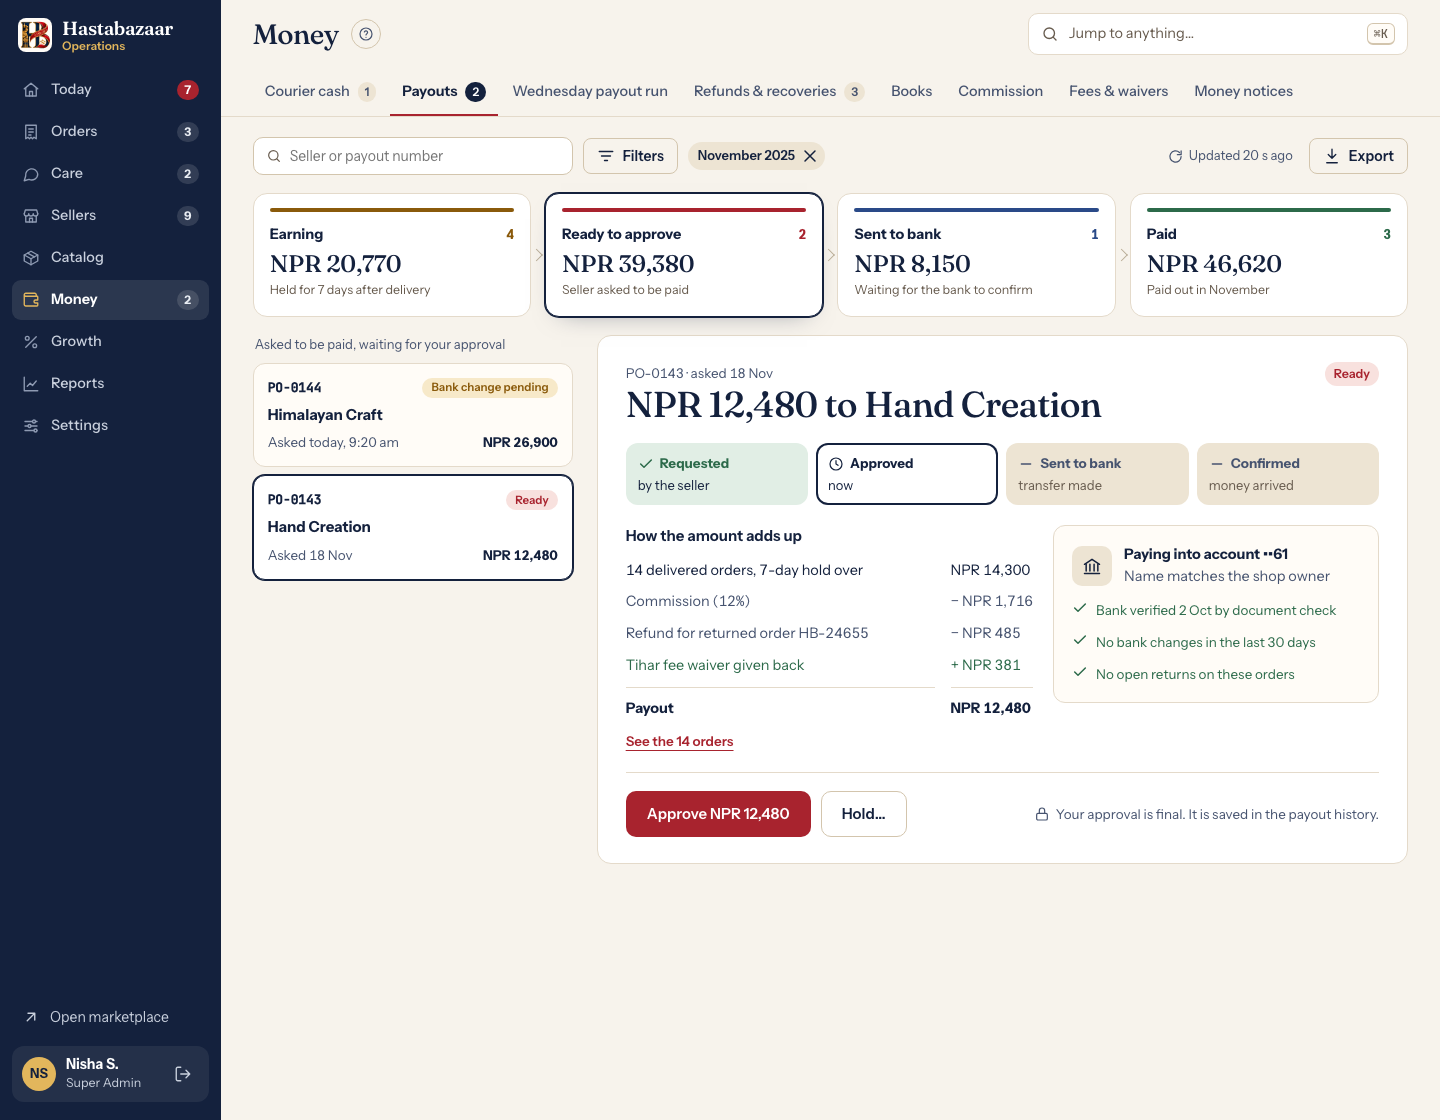 Hastabazaar
Operations
Today 7
Orders 3
Care 2
Sellers 9
Catalog
Money 2
Growth
Reports
Settings
Open marketplace
NS
Nisha S.
Super Admin
Money
Jump to anything... ⌘K
Courier cash 1 Payouts 2 Wednesday payout run Refunds & recoveries 3 Books Commission Fees & waivers Money notices
Seller or payout number Filters November 2025 Updated 20 s ago Export
Earning 4
NPR 20,770
Held for 7 days after delivery
Ready to approve 2
NPR 39,380
Seller asked to be paid
Sent to bank 1
NPR 8,150
Waiting for the bank to confirm
Paid 3
NPR 46,620
Paid out in November
Asked to be paid, waiting for your approval
PO-0144 Bank change pending
Himalayan Craft
Asked today, 9:20 am NPR 26,900
PO-0143 Ready
Hand Creation
Asked 18 Nov NPR 12,480
PO-0143 · asked 18 Nov Ready
NPR 12,480 to Hand Creation
Requested
by the seller
Approved
now
Sent to bank
transfer made
Confirmed
money arrived
How the amount adds up
14 delivered orders, 7-day hold over NPR 14,300
Commission (12%) − NPR 1,716
Refund for returned order HB-24655 − NPR 485
Tihar fee waiver given back + NPR 381
Payout NPR 12,480
See the 14 orders
Paying into account ··61
Name matches the shop owner
Bank verified 2 Oct by document check
No bank changes in the last 30 days
No open returns on these orders
Approve NPR 12,480 Hold... Your approval is final. It is saved in the payout history.